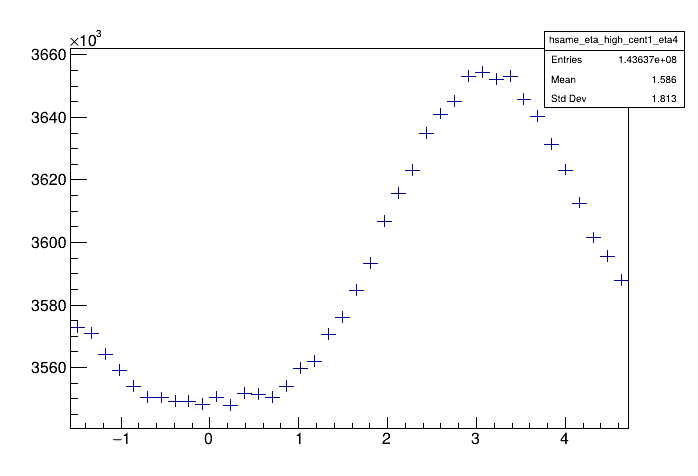 ×10³
hsame_eta_high_cent1_eta4
Entries 1.43637e+08
Mean 1.586
Std Dev 1.813
3660
3640
3620
3600
3580
3560
−1 0 1 2 3 4